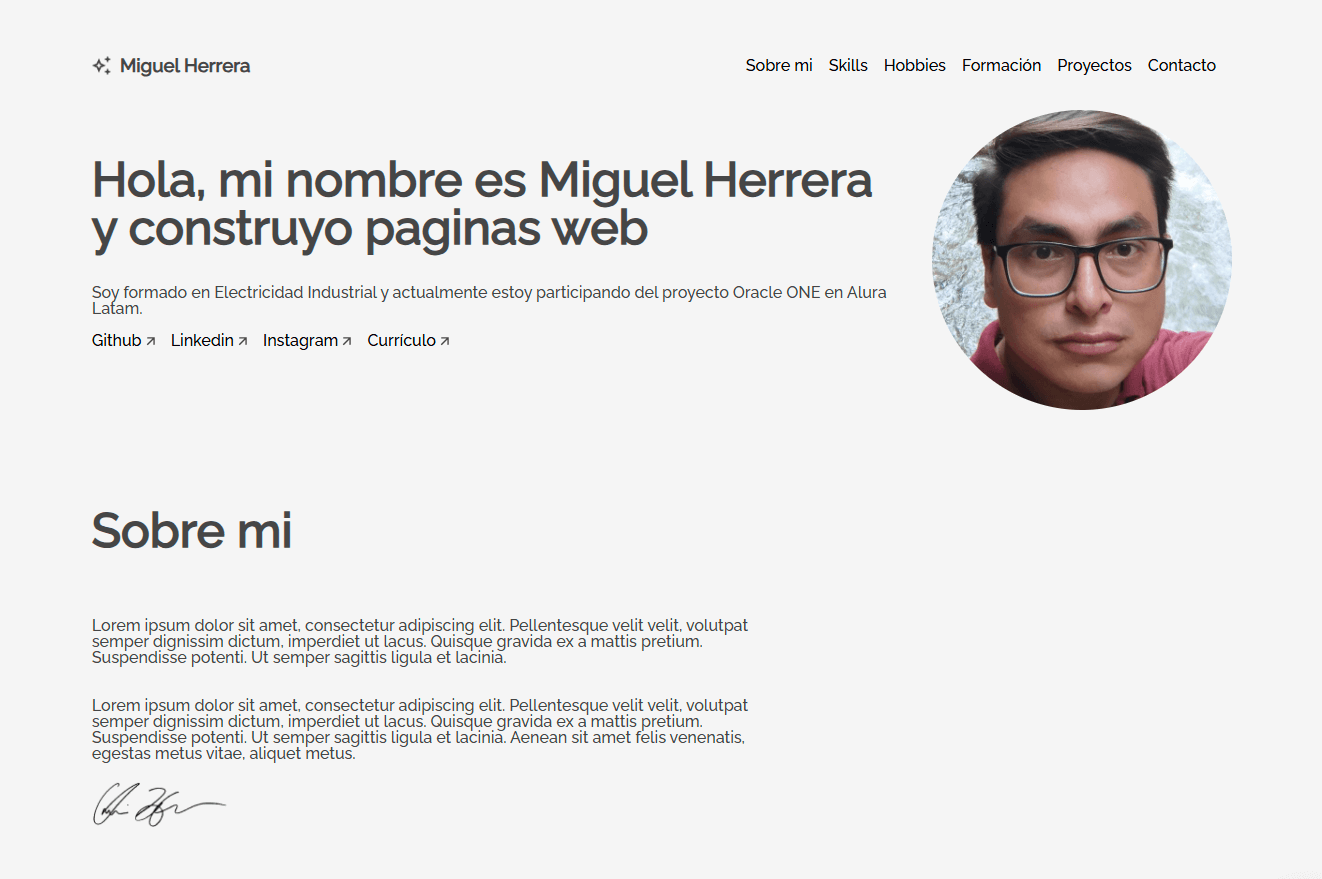 Miguel Herrera
Sobre mi Skills Hobbies Formación Proyectos Contacto
Hola, mi nombre es Miguel Herrera
y construyo paginas web
Soy formado en Electricidad Industrial y actualmente estoy participando del proyecto Oracle ONE en Alura
Latam.
Github Linkedin Instagram Currículo
Sobre mi
Lorem ipsum dolor sit amet, consectetur adipiscing elit. Pellentesque velit velit, volutpat
semper dignissim dictum, imperdiet ut lacus. Quisque gravida ex a mattis pretium.
Suspendisse potenti. Ut semper sagittis ligula et lacinia.
Lorem ipsum dolor sit amet, consectetur adipiscing elit. Pellentesque velit velit, volutpat
semper dignissim dictum, imperdiet ut lacus. Quisque gravida ex a mattis pretium.
Suspendisse potenti. Ut semper sagittis ligula et lacinia. Aenean sit amet felis venenatis,
egestas metus vitae, aliquet metus.